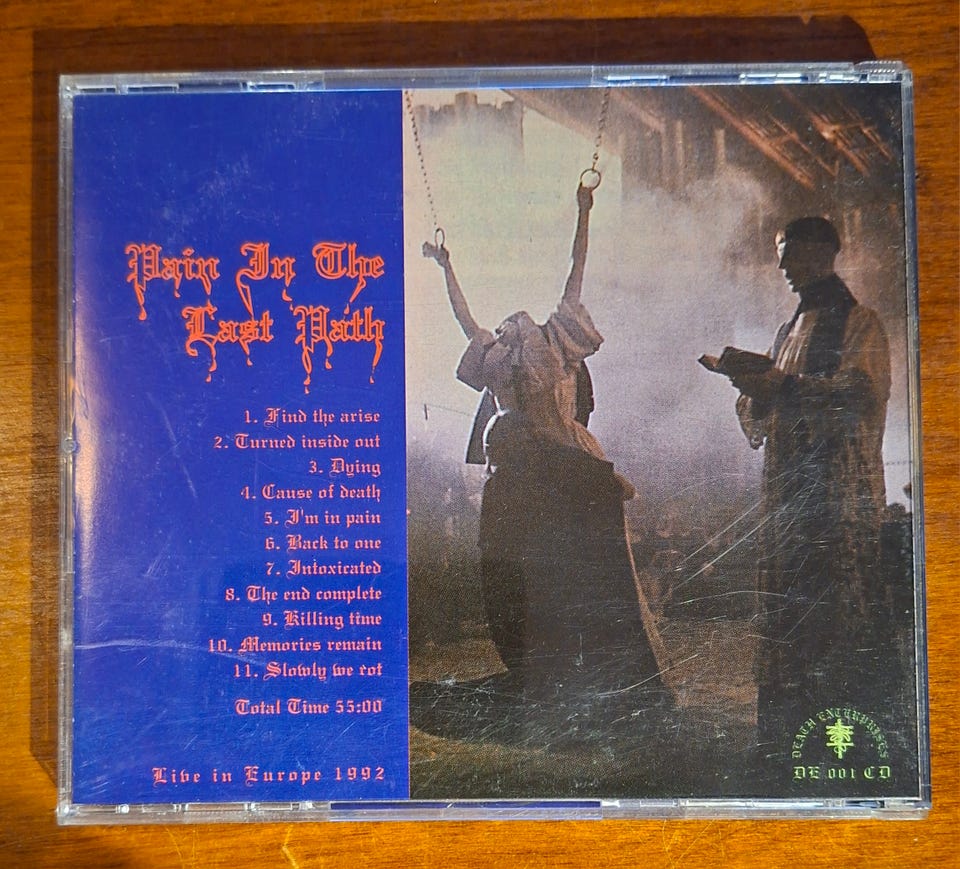 Pain In The
Last Path
1. Find the arise
2. Turned inside out
3. Dying
4. Cause of death
5. I'm in pain
6. Back to one
7. Intoxicated
8. The end complete
9. Killing time
10. Memories remain
11. Slowly we rot
Total Time 55:00
Live in Europe 1992
DEATH EXTERPRISES
DE 001 CD